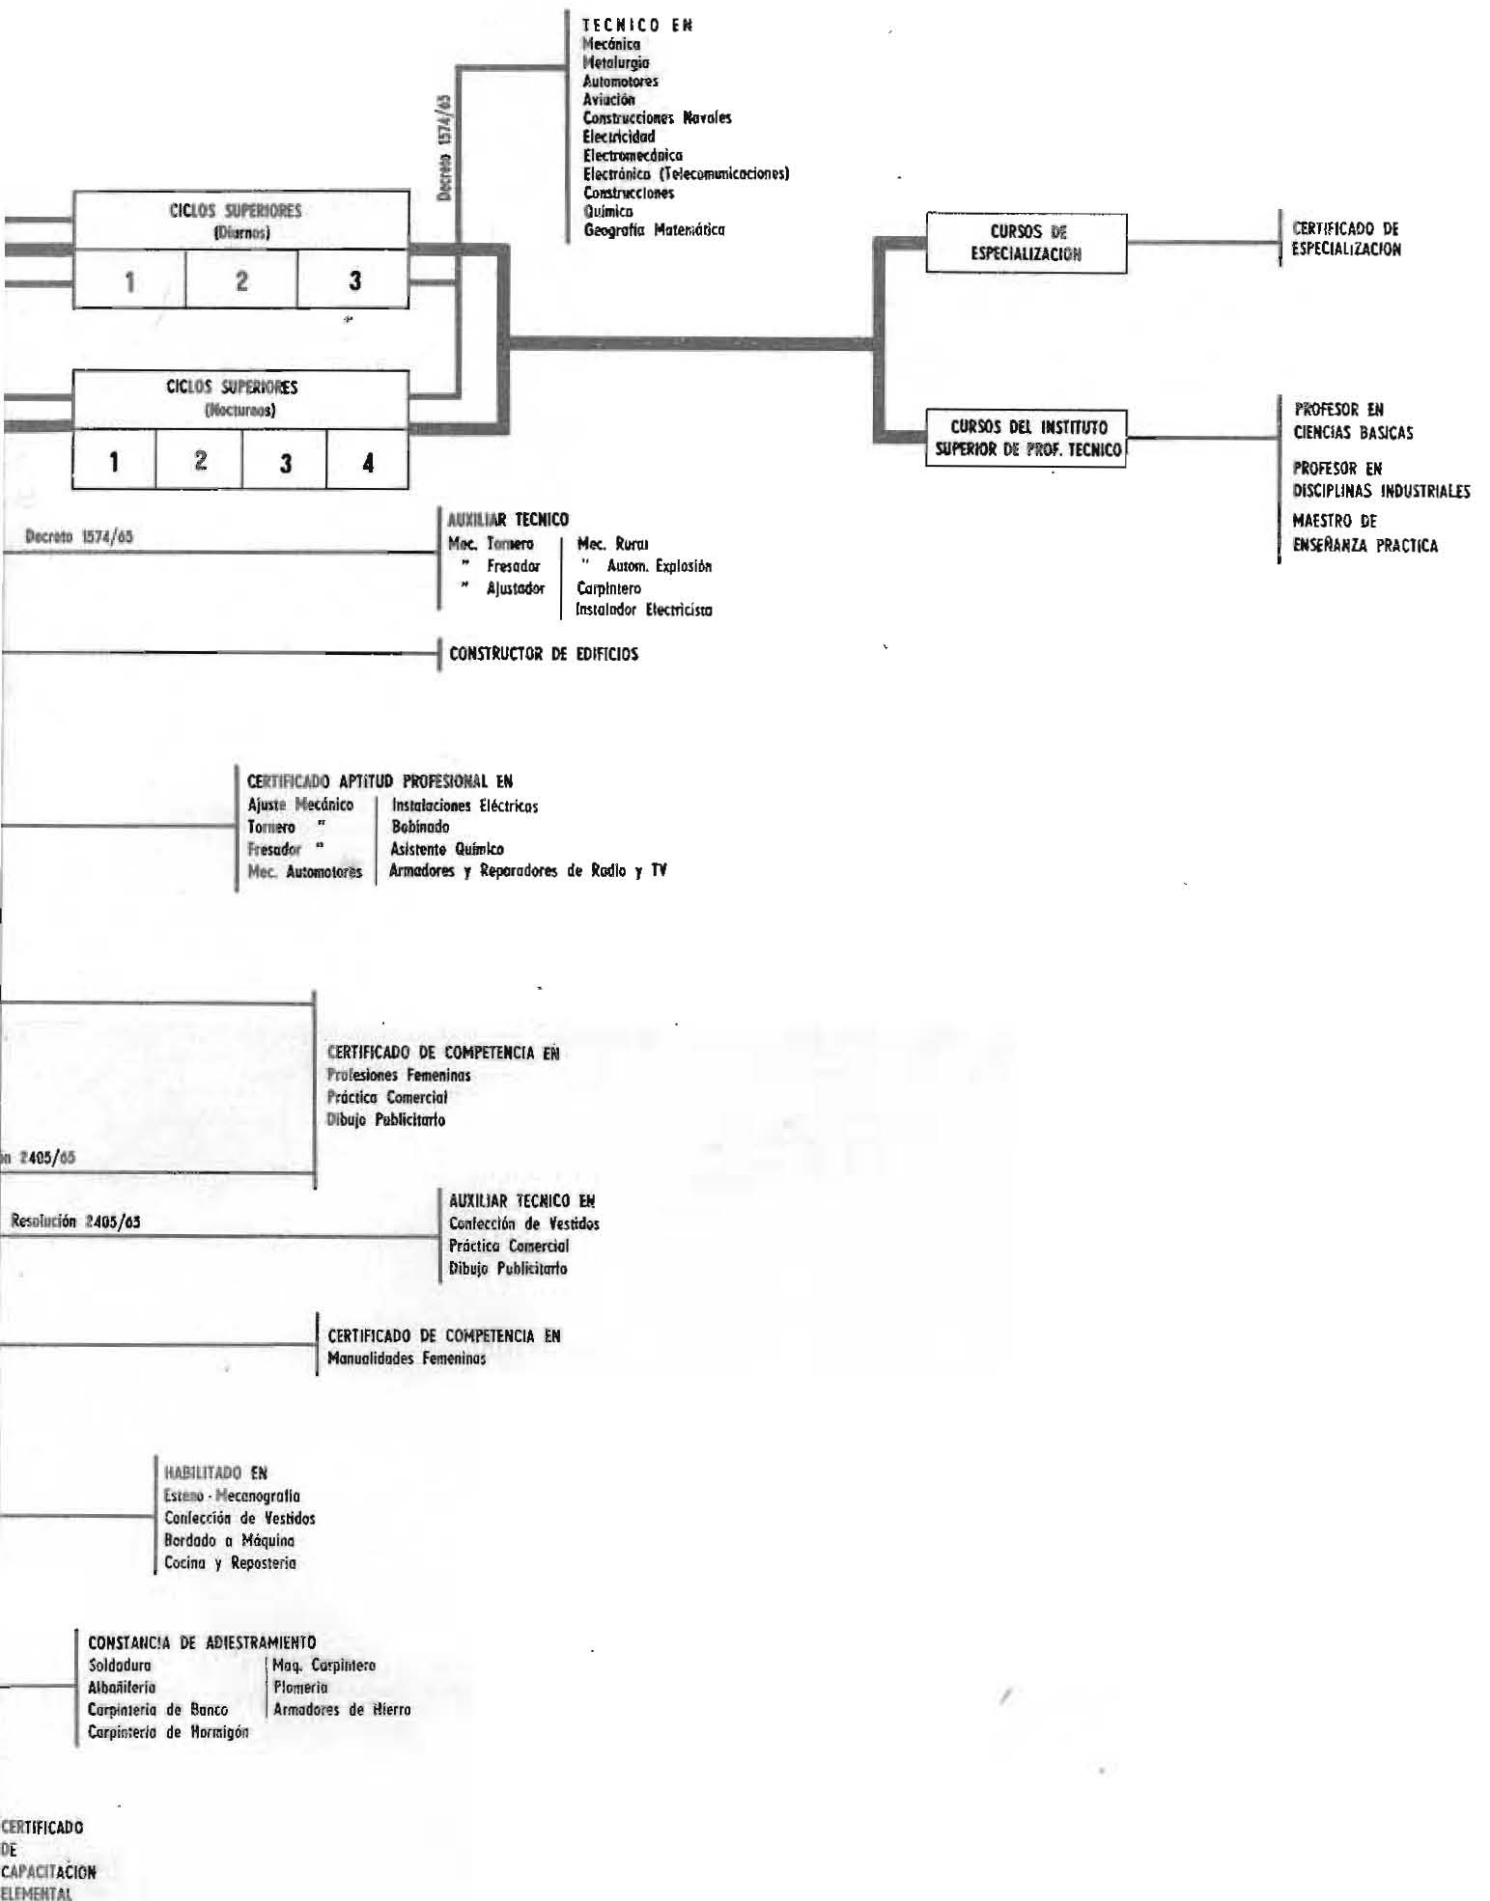 TECNICO EN
Mecánica
Metalurgia
Automotores
Aviación
Construcciones Navales
Electricidad
Electromecánica
Electrónica (Telecomunicaciones)
Construcciones
Química
Geografía Matemática
Decreto 1574/65
CICLOS SUPERIORES
(Diurnos)
1 2 3
CURSOS DE
ESPECIALIZACION
CERTIFICADO DE
ESPECIALIZACION
CICLOS SUPERIORES
(Nocturnos)
1 2 3 4
CURSOS DEL INSTITUTO
SUPERIOR DE PROF. TECNICO
PROFESOR EN
CIENCIAS BASICAS
PROFESOR EN
DISCIPLINAS INDUSTRIALES
MAESTRO DE
ENSEÑANZA PRACTICA
Decreto 1574/65
AUXILIAR TECNICO
Mec. Tornero Mec. Rural
" Fresador " Autom. Explosión
" Ajustador Carpintero
Instalador Electricista
CONSTRUCTOR DE EDIFICIOS
CERTIFICADO APTITUD PROFESIONAL EN
Ajuste Mecánico Instalaciones Eléctricas
Tornero " Bobinado
Fresador " Asistente Químico
Mec. Automotores Armadores y Reparadores de Radio y TV
CERTIFICADO DE COMPETENCIA EN
Profesiones Femeninas
Práctica Comercial
Dibujo Publicitario
ón 2405/65
Resolución 2405/65
AUXILIAR TECNICO EN
Confección de Vestidos
Práctica Comercial
Dibujo Publicitario
CERTIFICADO DE COMPETENCIA EN
Manualidades Femeninas
HABILITADO EN
Esteno - Mecanografía
Confección de Vestidos
Bordado a Máquina
Cocina y Repostería
CONSTANCIA DE ADIESTRAMIENTO
Soldadura Maq. Carpintero
Albañilería Plomería
Carpintería de Banco Armadores de Hierro
Carpintería de Hormigón
CERTIFICADO
DE
CAPACITACION
ELEMENTAL